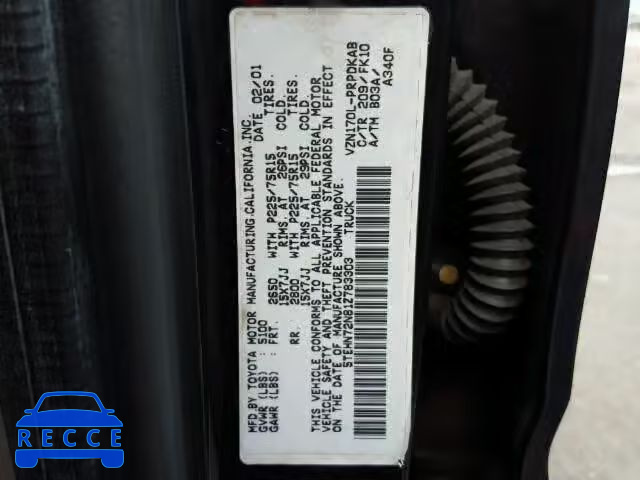 MFD.BY TOYOTA MOTOR MANUFACTURING.CALIFORNIA.INC.
GVWR (LBS) : 5100 DATE 02/01
GAWR (LBS) : FRT. 2650 WITH P225/75R15 TIRES.
15X7JJ RIMS.AT 26PSI COLD.
RR. 2800 WITH P225/75R15 TIRES.
15X7JJ RIMS.AT 29PSI COLD.
THIS VEHICLE CONFORMS TO ALL APPLICABLE FEDERAL MOTOR
VEHICLE SAFETY AND THEFT PREVENTION STANDARDS IN EFFECT
ON THE DATE OF MANUFACTURE SHOWN ABOVE.
5TEHN72N81Z783303 TRUCK
VZN170L-PRPDKAB
C/TR 209/FK10
A/TM B03A/
A340F
RECCE